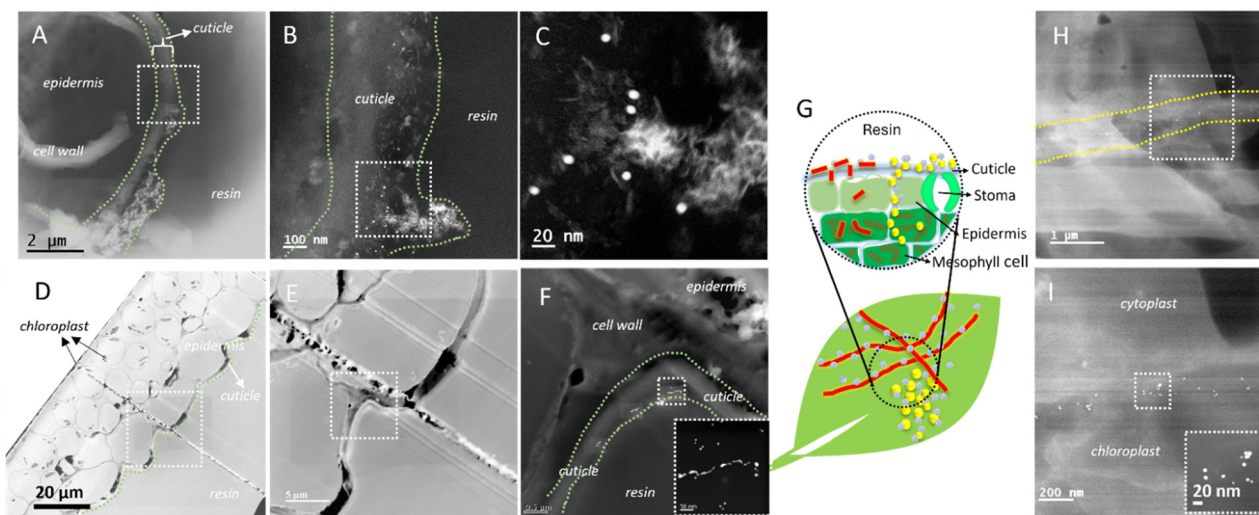 A
cuticle
epidermis
cell wall
resin
2 µm
B
cuticle
resin
100 nm
C
20 nm
D
chloroplast
epidermis
cuticle
resin
20 µm
E
5 µm
F
epidermis
cell wall
cuticle
cuticle
resin
G
Resin
Cuticle
Stoma
Epidermis
Mesophyll cell
H
1 µm
I
cytoplast
chloroplast
200 nm
20 nm